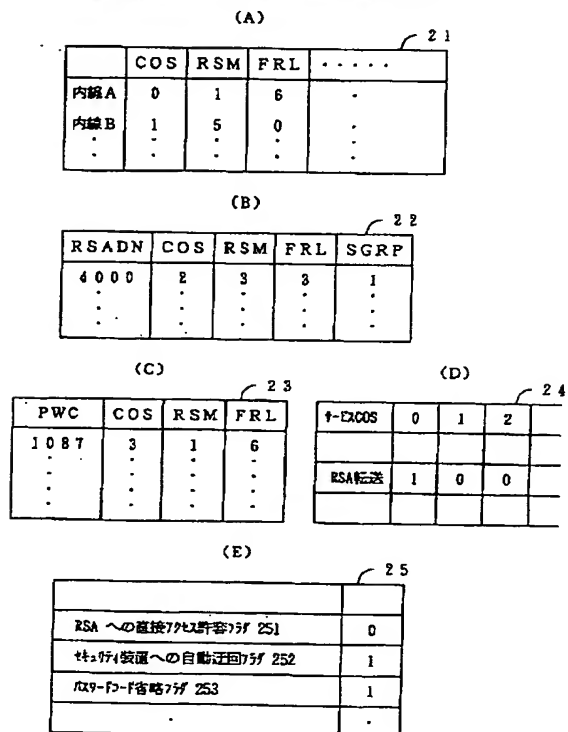 (A)
21
COS RSM FRL ・・・・・
内線A 0 1 6
内線B 1 5 0
(B)
22
RSADN COS RSM FRL SGRP
4000 2 3 3 1
(C)
23
PWC COS RSM FRL
1087 3 1 6
(D)
24
サービスCOS 0 1 2
RSA転送 1 0 0
(E)
25
RSA への直接アクセス許容フラグ 251 0
セキュリティ装置への自動迂回フラグ 252 1
パスワードコード省略フラグ 253 1